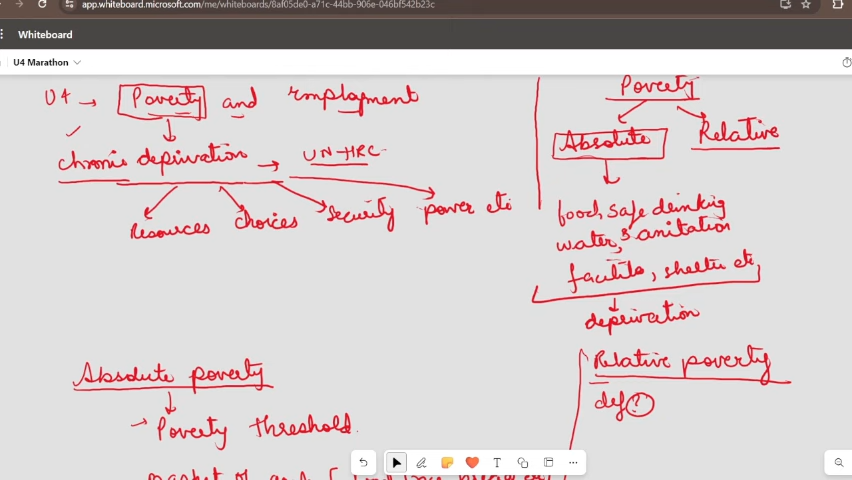 app.whiteboard.microsoft.com/me/whiteboards/8af05de0-a71c-44bb-906e-046bf542b23c
Whiteboard
U4 Marathon
U4 → Poverty and employment
chronic deprivation → UN-HRC
Resources choices security power etc
Poverty
Absolute Relative
food, safe drinking
water, sanitation
facilits, shelter etc
deprivation
Absolute poverty
→ Poverty threshold.
Relative poverty
def ?
T